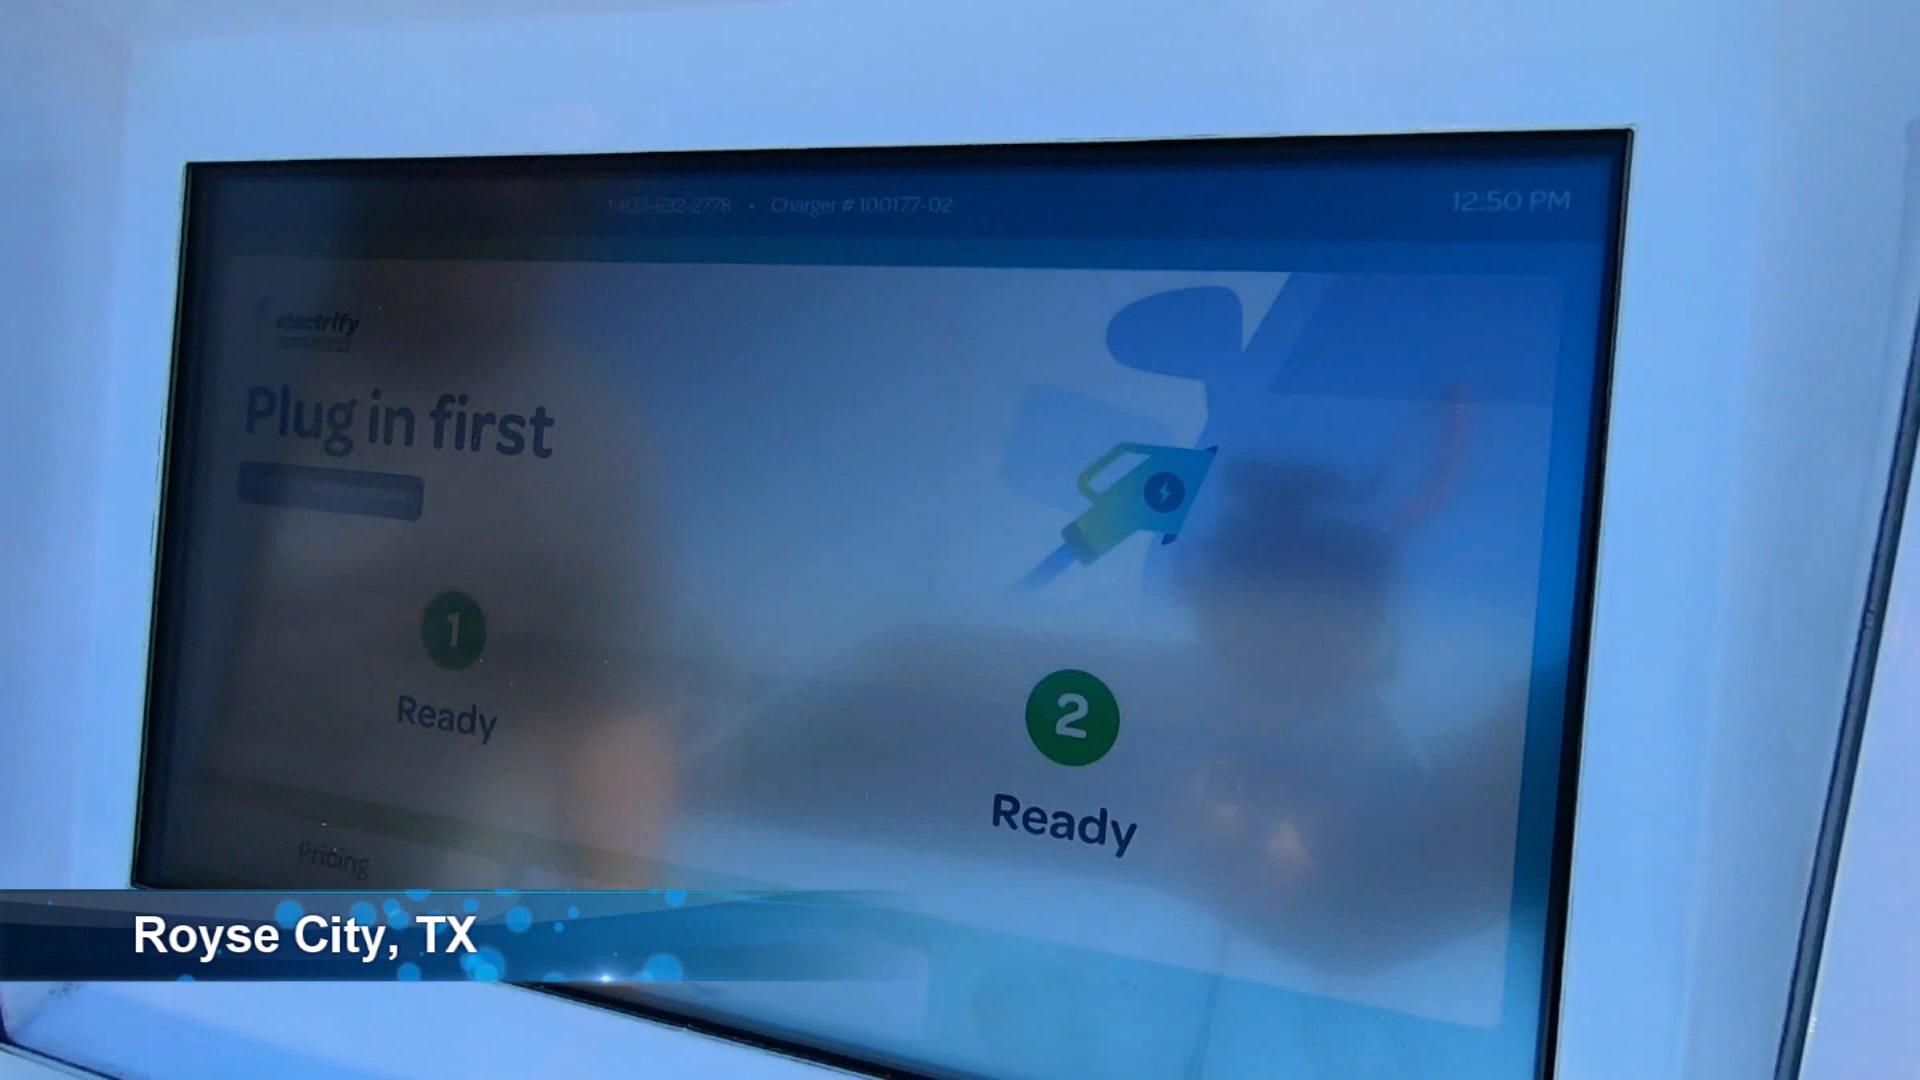 1-833-632-2778 • Charger # 100177-02
12:50 PM
electrify
Plug in first
1
Ready
2
Ready
Pricing
Royse City, TX